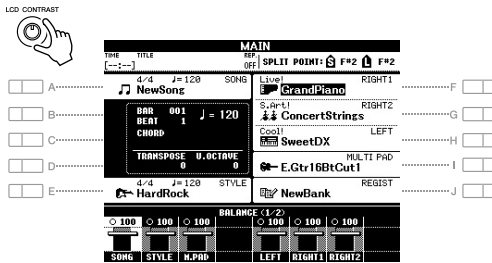 LCD CONTRAST
MAIN
TIME TITLE REP.
[--:--] OFF SPLIT POINT: S F#2 L F#2
4/4 ♩=120 SONG
NewSong
Live! RIGHT1
GrandPiano
BAR 001 ♩=120
BEAT 1
CHORD
S.Art! RIGHT2
ConcertStrings
Cool! LEFT
SweetDX
TRANSPOSE U.OCTAVE
0 0
MULTI PAD
E.Gtr16BtCut1
4/4 ♩=120 STYLE
HardRock
REGIST
NewBank
A
B
C
D
E
F
G
H
I
J
BALANCE (1/2)
100 100 100 100 100 100
SONG STYLE M.PAD LEFT RIGHT1 RIGHT2